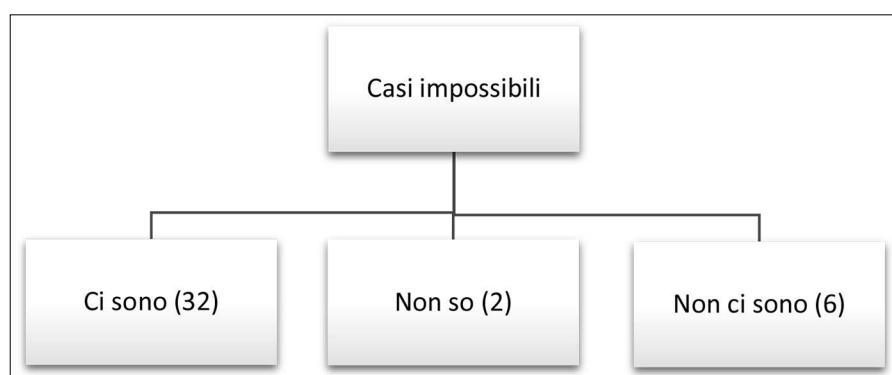 Casi impossibili
Ci sono (32)
Non so (2)
Non ci sono (6)